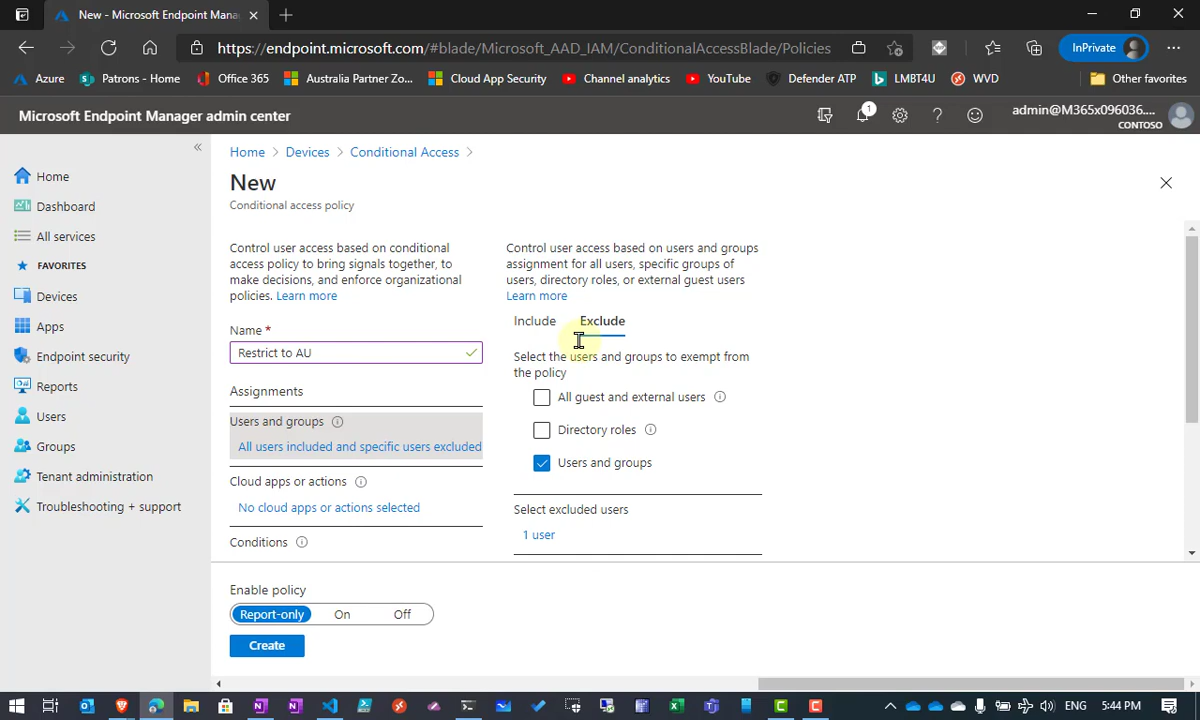 New - Microsoft Endpoint Mana
https://endpoint.microsoft.com/#blade/Microsoft_AAD_IAM/ConditionalAccessBlade/Policies
InPrivate
Azure
Patrons - Home
Office 365
Australia Partner Zo...
Cloud App Security
Channel analytics
YouTube
Defender ATP
LMBT4U
WVD
Other favorites
Microsoft Endpoint Manager admin center
1
admin@M365x096036....
CONTOSO
Home
Dashboard
All services
FAVORITES
Devices
Apps
Endpoint security
Reports
Users
Groups
Tenant administration
Troubleshooting + support
Home > Devices > Conditional Access >
New
Conditional access policy
Control user access based on conditional
access policy to bring signals together, to
make decisions, and enforce organizational
policies. Learn more
Name *
Restrict to AU
Assignments
Users and groups
All users included and specific users excluded
Cloud apps or actions
No cloud apps or actions selected
Conditions
Control user access based on users and groups
assignment for all users, specific groups of
users, directory roles, or external guest users
Learn more
Include
Exclude
Select the users and groups to exempt from
the policy
All guest and external users
Directory roles
Users and groups
Select excluded users
1 user
Enable policy
Report-only
On
Off
Create
ENG
5:44 PM